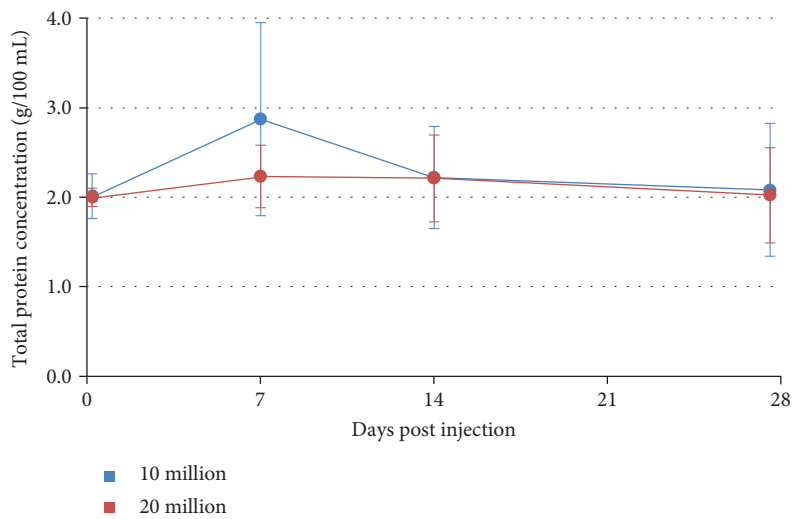 Total protein concentration (g/100 mL)
4.0
3.0
2.0
1.0
0.0
0
7
14
21
28
Days post injection
10 million
20 million